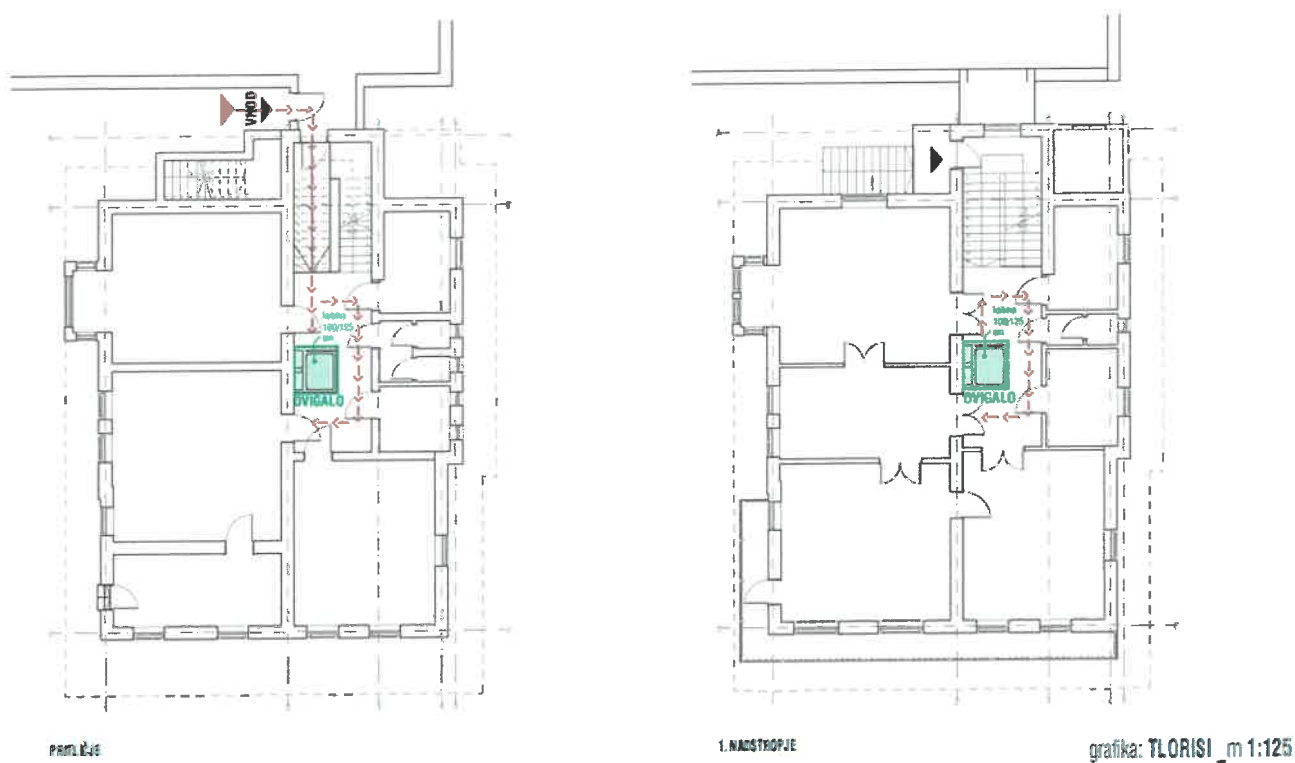 VHOD
kabina
100/125
cm
DVIGALO
kabina
100/125
cm
DVIGALO
PRITLIČJE
1. NADSTROPJE
grafika: TLORISI _m 1:125